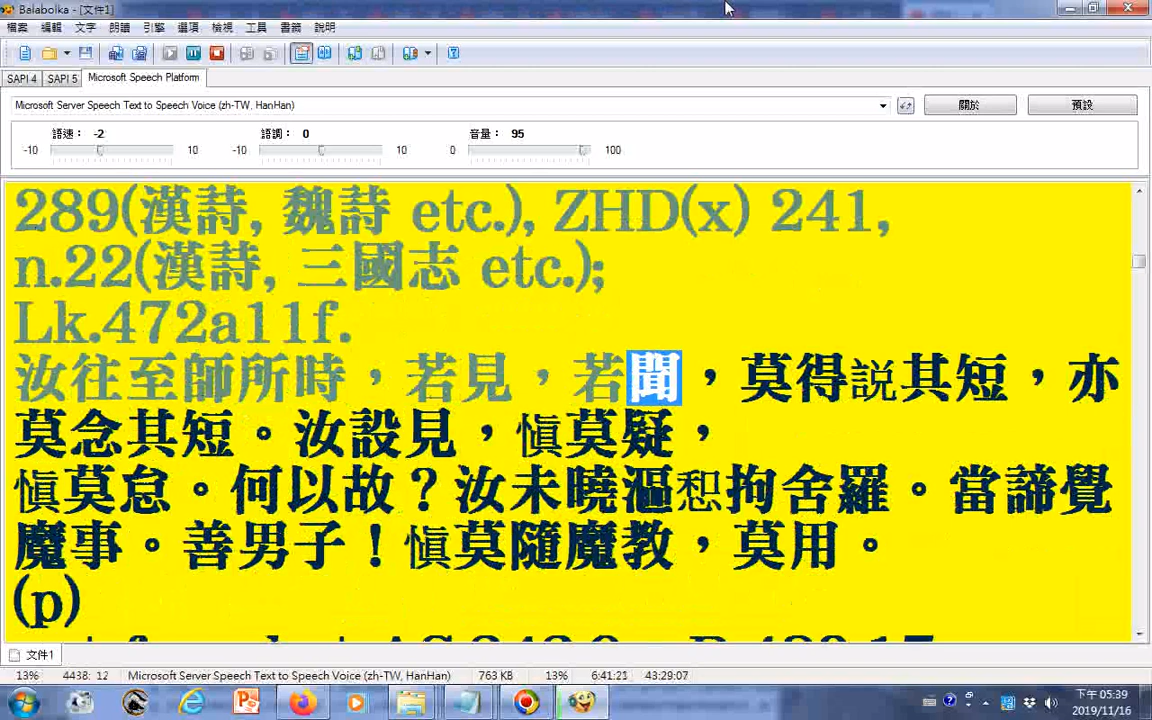 Balabolka - [文件1]
檔案 編輯 文字 朗讀 引擎 選項 檢視 工具 書籤 說明
SAPI 4 SAPI 5 Microsoft Speech Platform
Microsoft Server Speech Text to Speech Voice (zh-TW, HanHan) 關於 預設
語速： -2 語調： 0 音量： 95
-10 10 -10 10 0 100
289(漢詩, 魏詩 etc.), ZHD(x) 241,
n.22(漢詩, 三國志 etc.);
Lk.472a11f.
汝往至師所時，若見，若聞，莫得説其短，亦
莫念其短。汝設見，愼莫疑，
愼莫怠。何以故？汝未曉漚惒拘舍羅。當諦覺
魔事。善男子！愼莫隨魔教，莫用。
(p)
文件1
13% 4438: 12 Microsoft Server Speech Text to Speech Voice (zh-TW, HanHan) 763 KB 13% 6:41:21 43:29:07
下午 05:39
2019/11/16